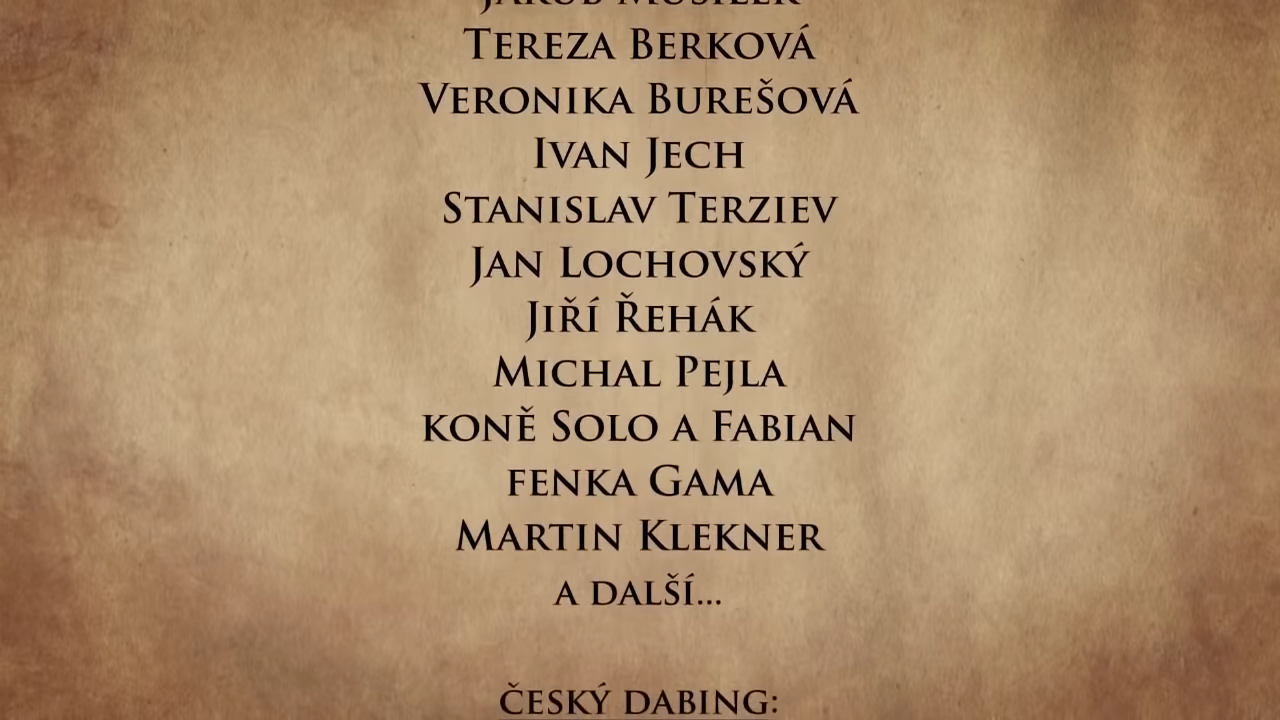 Tereza Berková
Veronika Burešová
Ivan Jech
Stanislav Terziev
Jan Lochovský
Jiří Řehák
Michal Pejla
koně Solo a Fabian
fenka Gama
Martin Klekner
a další...
český dabing: